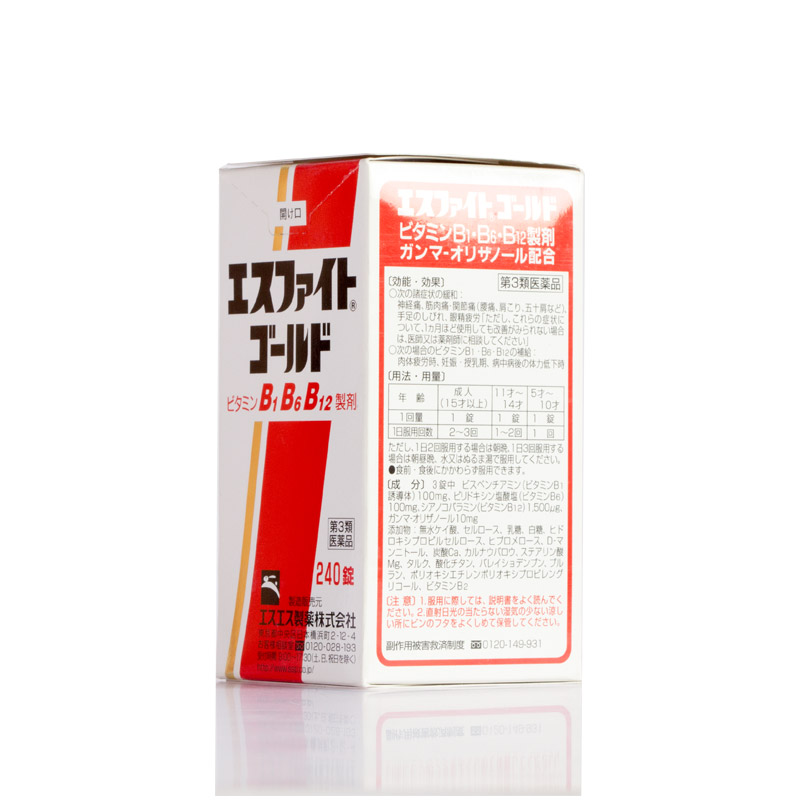 開け口
エスファイト®
ゴールド
ビタミンB1 B6 B12製剤
第3類
医薬品
240錠
製造販売元
エスエス製薬株式会社
東京都中央区日本橋浜町2-12-4
0120-028-193
エスファイト ゴールド
ビタミンB1・B6・B12製剤
ガンマ-オリザノール配合
〔効能・効果〕 第3類医薬品
○次の諸症状の緩和：
神経痛、筋肉痛・関節痛（腰痛、肩こり、五十肩など）、
手足のしびれ、眼精疲労「ただし、これらの症状に
ついて、1ヵ月ほど使用しても改善がみられない場合
は、医師又は薬剤師に相談してください」
○次の場合のビタミンB1・B6・B12の補給：
肉体疲労時、妊娠・授乳期、病中病後の体力低下時
〔用法・用量〕
年齢 成人（15才以上） 11才～14才 5才～10才
1回量 1錠 1錠 1錠
1日服用回数 2～3回 1～2回 1回
ただし、1日2回服用する場合は朝晩、1日3回服用する
場合は朝昼晩、水又はぬるま湯で服用してください。
●食前・食後にかかわらず服用できます。
〔成分〕 3錠中 ビスベンチアミン（ビタミンB1
誘導体）100mg、ピリドキシン塩酸塩（ビタミンB6）
100mg、シアノコバラミン（ビタミンB12）1,500μg、
ガンマ-オリザノール10mg
添加物：無水ケイ酸、セルロース、乳糖、白糖、ヒド
ロキシプロピルセルロース、ヒプロメロース、D-マ
ンニトール、炭酸Ca、カルナウバロウ、ステアリン酸
Mg、タルク、酸化チタン、バレイショデンプン、プル
ラン、ポリオキシエチレンポリオキシプロピレング
リコール、ビタミンB2
〔注意〕1.服用に際しては、説明書をよく読んでく
ださい。2.直射日光の当たらない湿気の少ない涼し
い所にビンのフタをよくしめて保管してください。
副作用被害救済制度 0120-149-931